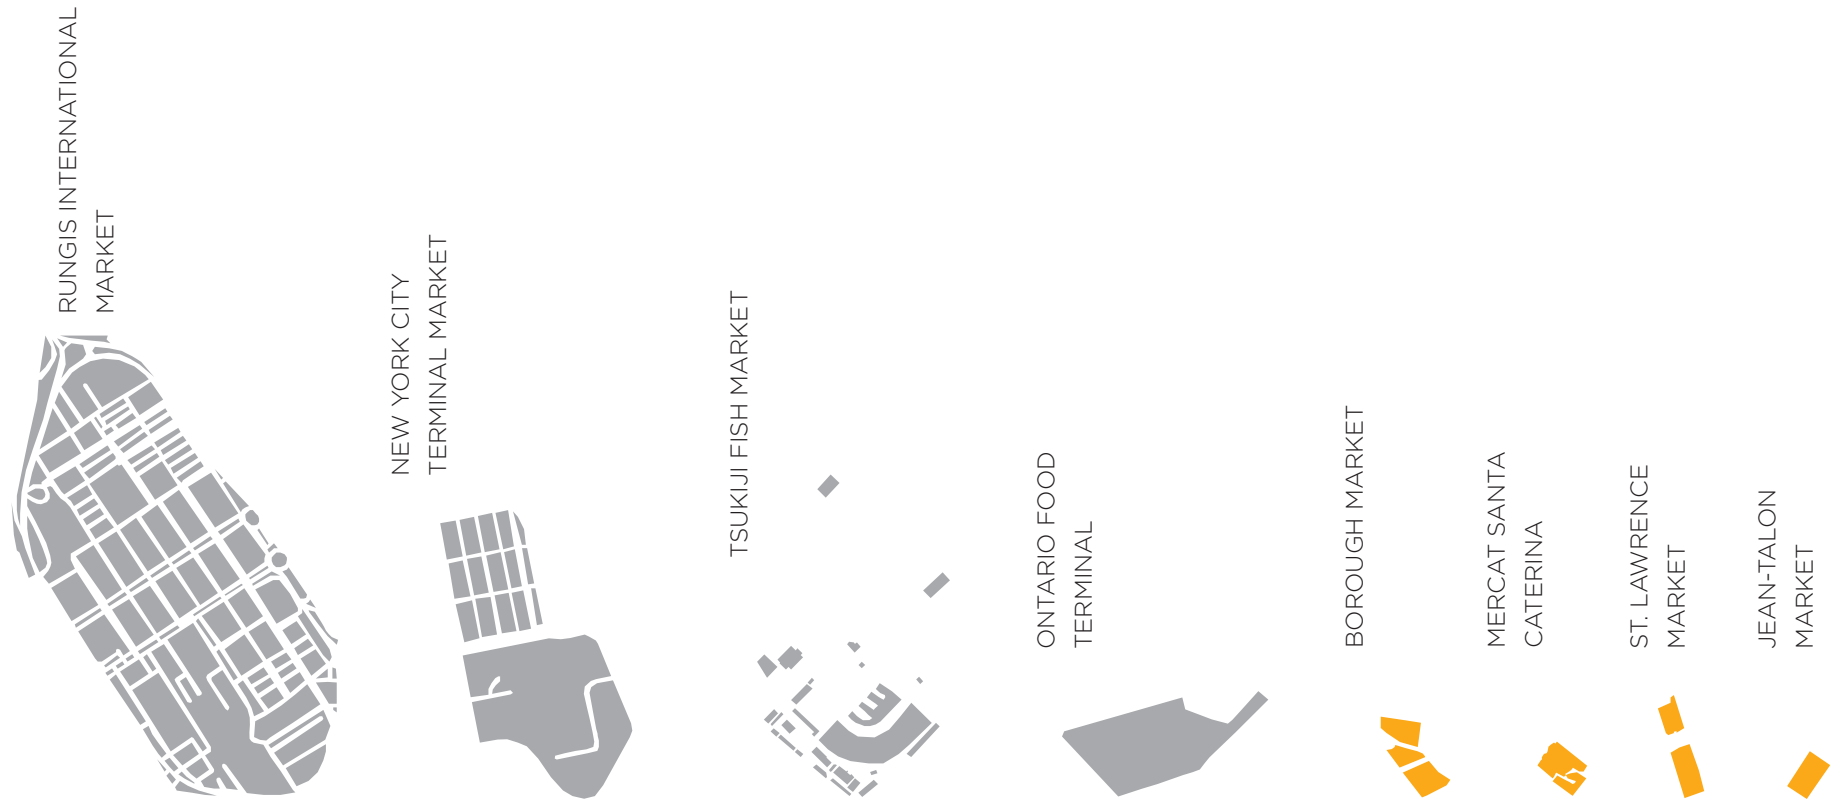 RUNGIS INTERNATIONAL
MARKET
NEW YORK CITY
TERMINAL MARKET
TSUKIJI FISH MARKET
ONTARIO FOOD
TERMINAL
BOROUGH MARKET
MERCAT SANTA
CATERINA
ST. LAWRENCE
MARKET
JEAN-TALON
MARKET